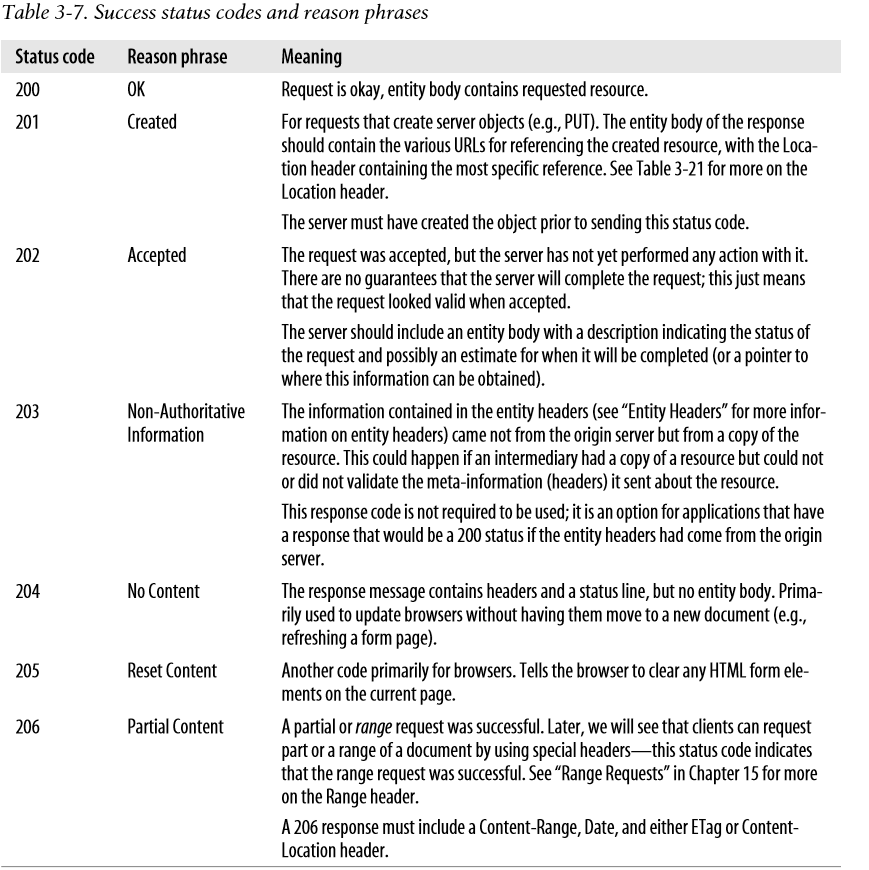 Table 3-7. Success status codes and reason phrases
Status code Reason phrase Meaning
200 OK Request is okay, entity body contains requested resource.
201 Created For requests that create server objects (e.g., PUT). The entity body of the response
should contain the various URLs for referencing the created resource, with the Loca-
tion header containing the most specific reference. See Table 3-21 for more on the
Location header.
The server must have created the object prior to sending this status code.
202 Accepted The request was accepted, but the server has not yet performed any action with it.
There are no guarantees that the server will complete the request; this just means
that the request looked valid when accepted.
The server should include an entity body with a description indicating the status of
the request and possibly an estimate for when it will be completed (or a pointer to
where this information can be obtained).
203 Non-Authoritative The information contained in the entity headers (see “Entity Headers” for more infor-
Information mation on entity headers) came not from the origin server but from a copy of the
resource. This could happen if an intermediary had a copy of a resource but could not
or did not validate the meta-information (headers) it sent about the resource.
This response code is not required to be used; it is an option for applications that have
a response that would be a 200 status if the entity headers had come from the origin
server.
204 No Content The response message contains headers and a status line, but no entity body. Prima-
rily used to update browsers without having them move to a new document (e.g.,
refreshing a form page).
205 Reset Content Another code primarily for browsers. Tells the browser to clear any HTML form ele-
ments on the current page.
206 Partial Content A partial or range request was successful. Later, we will see that clients can request
part or a range of a document by using special headers—this status code indicates
that the range request was successful. See “Range Requests” in Chapter 15 for more
on the Range header.
A 206 response must include a Content-Range, Date, and either ETag or Content-
Location header.